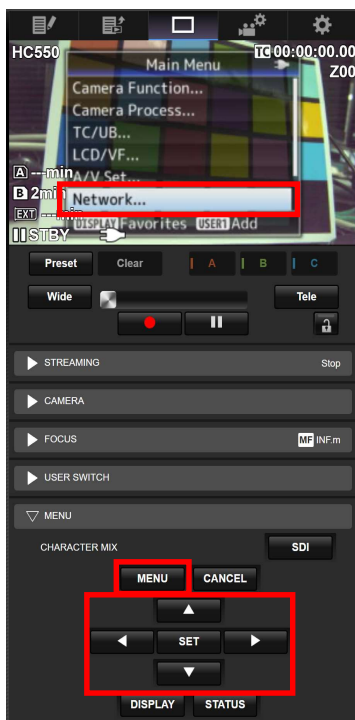 HC550
TC 00:00:00.00
Z00
Main Menu
Camera Function...
Camera Process...
TC/UB...
LCD/VF...
A/V Set...
Network...
DISPLAY Favorites USER1 Add
A ---min
B 2min
EXT ---min
STBY
Preset Clear A B C
Wide Tele
STREAMING Stop
CAMERA
FOCUS MF INF.m
USER SWITCH
MENU
CHARACTER MIX SDI
MENU CANCEL
SET
DISPLAY STATUS